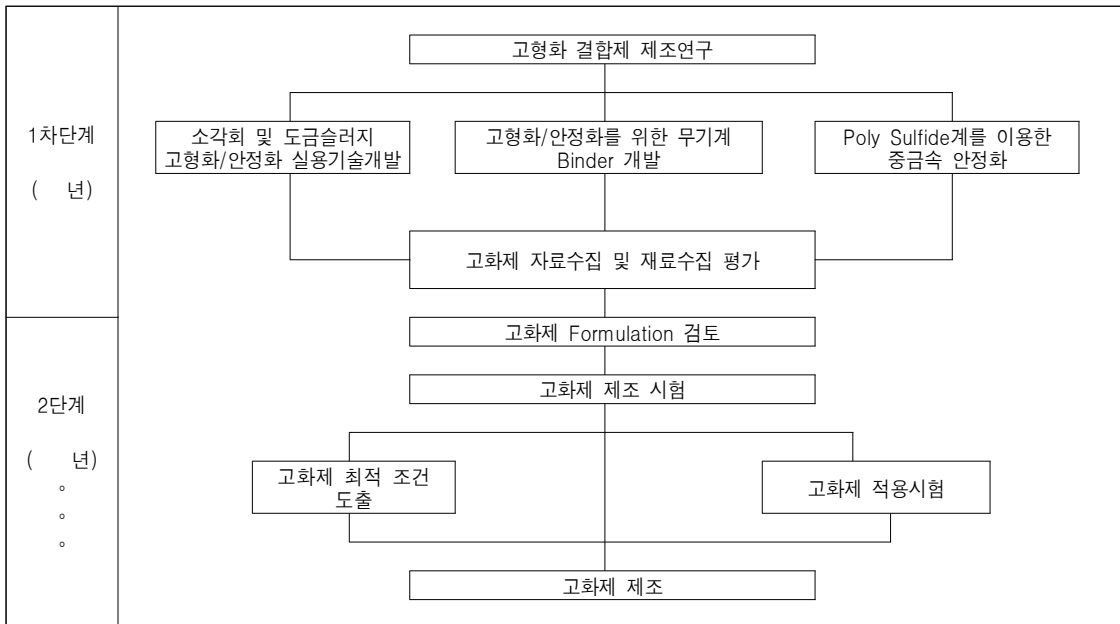 고형화 결합제 제조연구
1차단계
( 년)
소각회 및 도금슬러지
고형화/안정화 실용기술개발
고형화/안정화를 위한 무기계
Binder 개발
Poly Sulfide계를 이용한
중금속 안정화
고화제 자료수집 및 재료수집 평가
고화제 Formulation 검토
고화제 제조 시험
2단계
( 년)
。
。
。
고화제 최적 조건
도출
고화제 적용시험
고화제 제조